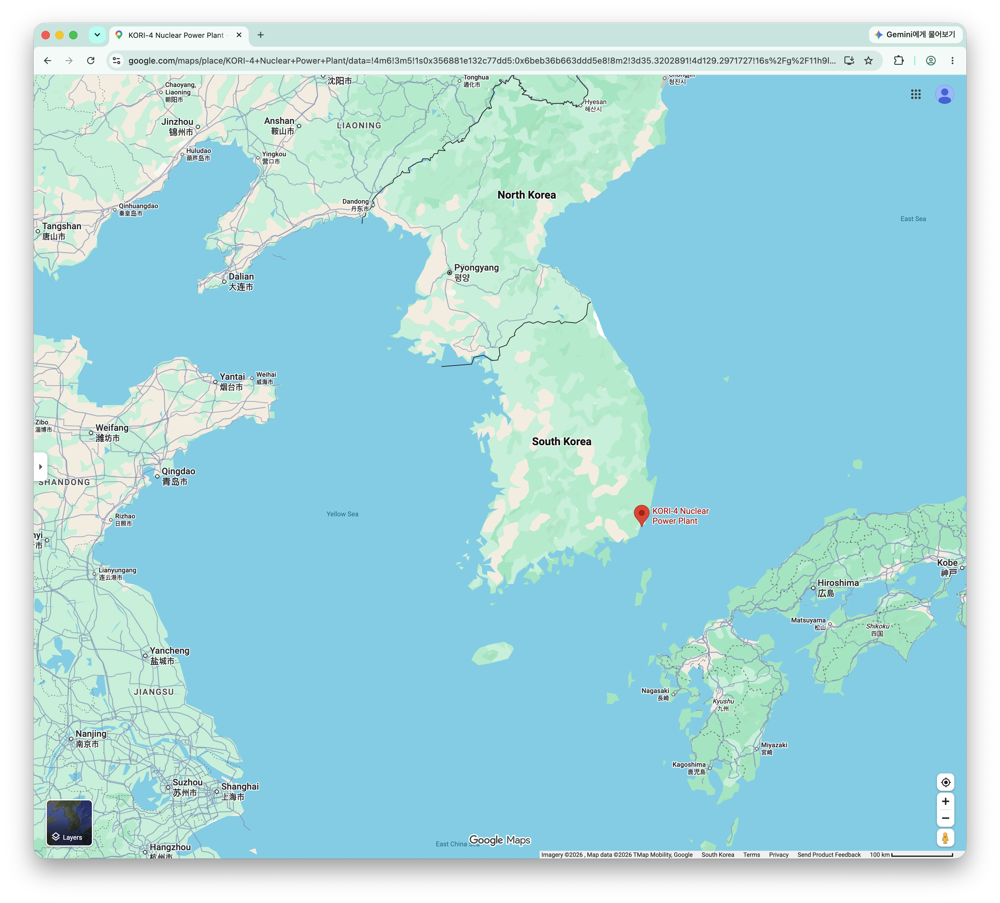 KORI-4 Nuclear Power Plant -
Gemini에게 물어보기
google.com/maps/place/KORI-4+Nuclear+Power+Plant/data=!4m6!3m5!1s0x356881e132c77dd5:0x6beb36b663ddd5e8!8m2!3d35.3202891!4d129.2971727!16s%2Fg%2F11h9l...
沈阳市
Tonghua
通化市
Chongjin
청진시
Chaoyang,
Liaoning
朝阳市
Hyesan
혜산시
Jinzhou
锦州市
Anshan
鞍山市
LIAONING
Huludao
葫芦岛市
Yingkou
营口市
North Korea
Dandong
丹东市
Qinhuangdao
秦皇岛市
East Sea
Tangshan
唐山市
Pyongyang
평양
Dalian
大连市
Yantai
烟台市
Weihai
威海市
Zibo
淄博市
Weifang
潍坊市
South Korea
Qingdao
青岛市
SHANDONG
Yellow Sea
KORI-4 Nuclear
Power Plant
Rizhao
日照市
nyi
市
Kobe
神戸
Lianyungang
连云港市
Hiroshima
広島
Matsuyama
松山
Shikoku
四国
Yancheng
盐城市
JIANGSU
Nagasaki
長崎
Kyushu
九州
Nanjing
南京市
Miyazaki
宮崎
Kagoshima
鹿児島
Suzhou
苏州市
Shanghai
上海市
Layers
East China Sea
Google Maps
Hangzhou
杭州市
Imagery ©2026 , Map data ©2026 TMap Mobility, Google South Korea Terms Privacy Send Product Feedback 100 km